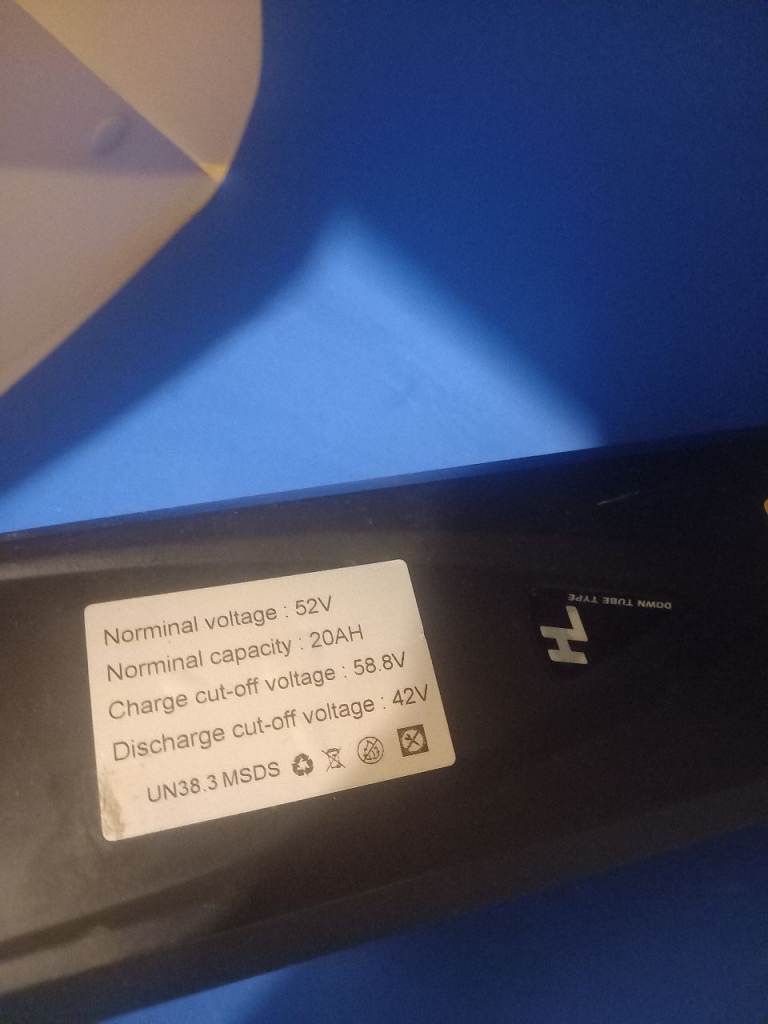 Norminal voltage : 52V
Norminal capacity : 20AH
Charge cut-off voltage : 58.8V
Discharge cut-off voltage : 42V
UN38.3 MSDS
DOWN TUBE TYPE